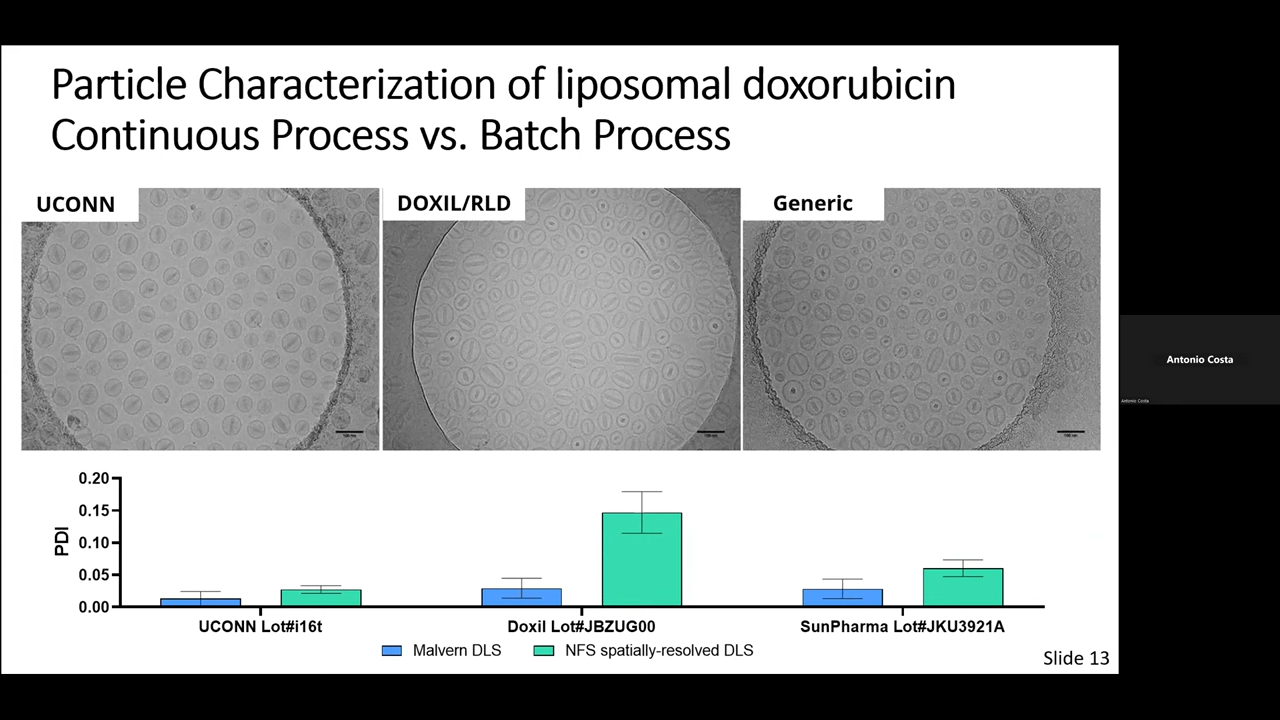 Particle Characterization of liposomal doxorubicin
Continuous Process vs. Batch Process
UCONN
DOXIL/RLD
Generic
100 nm
0.20
0.15
0.10
0.05
0.00
PDI
UCONN Lot#i16t
Doxil Lot#JBZUG00
SunPharma Lot#JKU3921A
Malvern DLS
NFS spatially-resolved DLS
Slide 13
Antonio Costa
Antonio Costa